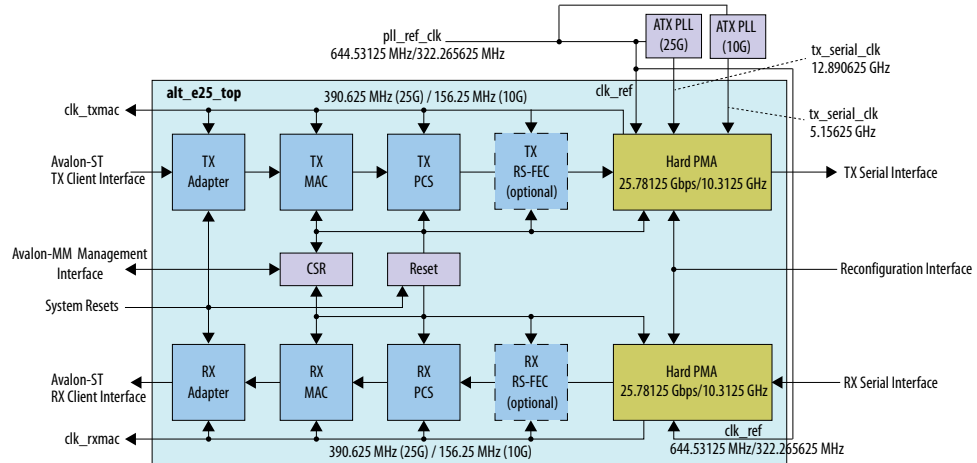 ATX PLL
(25G)
ATX PLL
(10G)
pll_ref_clk
644.53125 MHz/322.265625 MHz
tx_serial_clk
12.890625 GHz
alt_e25_top
clk_ref
clk_txmac
390.625 MHz (25G) / 156.25 MHz (10G)
tx_serial_clk
5.15625 GHz
Avalon-ST
TX Client Interface
TX
Adapter
TX
MAC
TX
PCS
TX
RS-FEC
(optional)
Hard PMA
25.78125 Gbps/10.3125 GHz
TX Serial Interface
Avalon-MM Management
Interface
CSR
Reset
Reconfiguration Interface
System Resets
Avalon-ST
RX Client Interface
RX
Adapter
RX
MAC
RX
PCS
RX
RS-FEC
(optional)
Hard PMA
25.78125 Gbps/10.3125 GHz
RX Serial Interface
clk_rxmac
390.625 MHz (25G) / 156.25 MHz (10G)
clk_ref
644.53125 MHz/322.265625 MHz